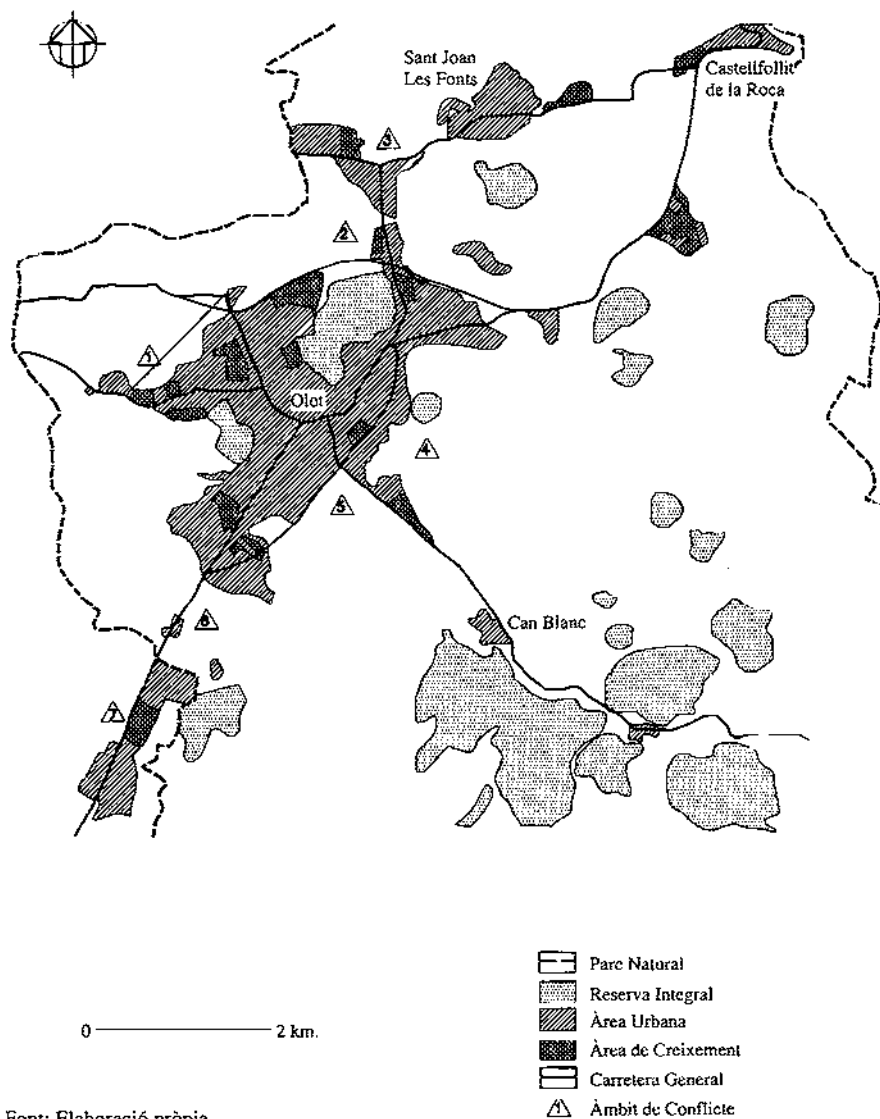 Sant Joan
Les Fonts
Castellfollit
de la Roca
3
2
1
Olot
4
5
Can Blanc
6
7
Parc Natural
Reserva Integral
Àrea Urbana
0 2 km.
Àrea de Creixement
Carretera General
1 Àmbit de Conflicte
Font: Elaboració pròpia